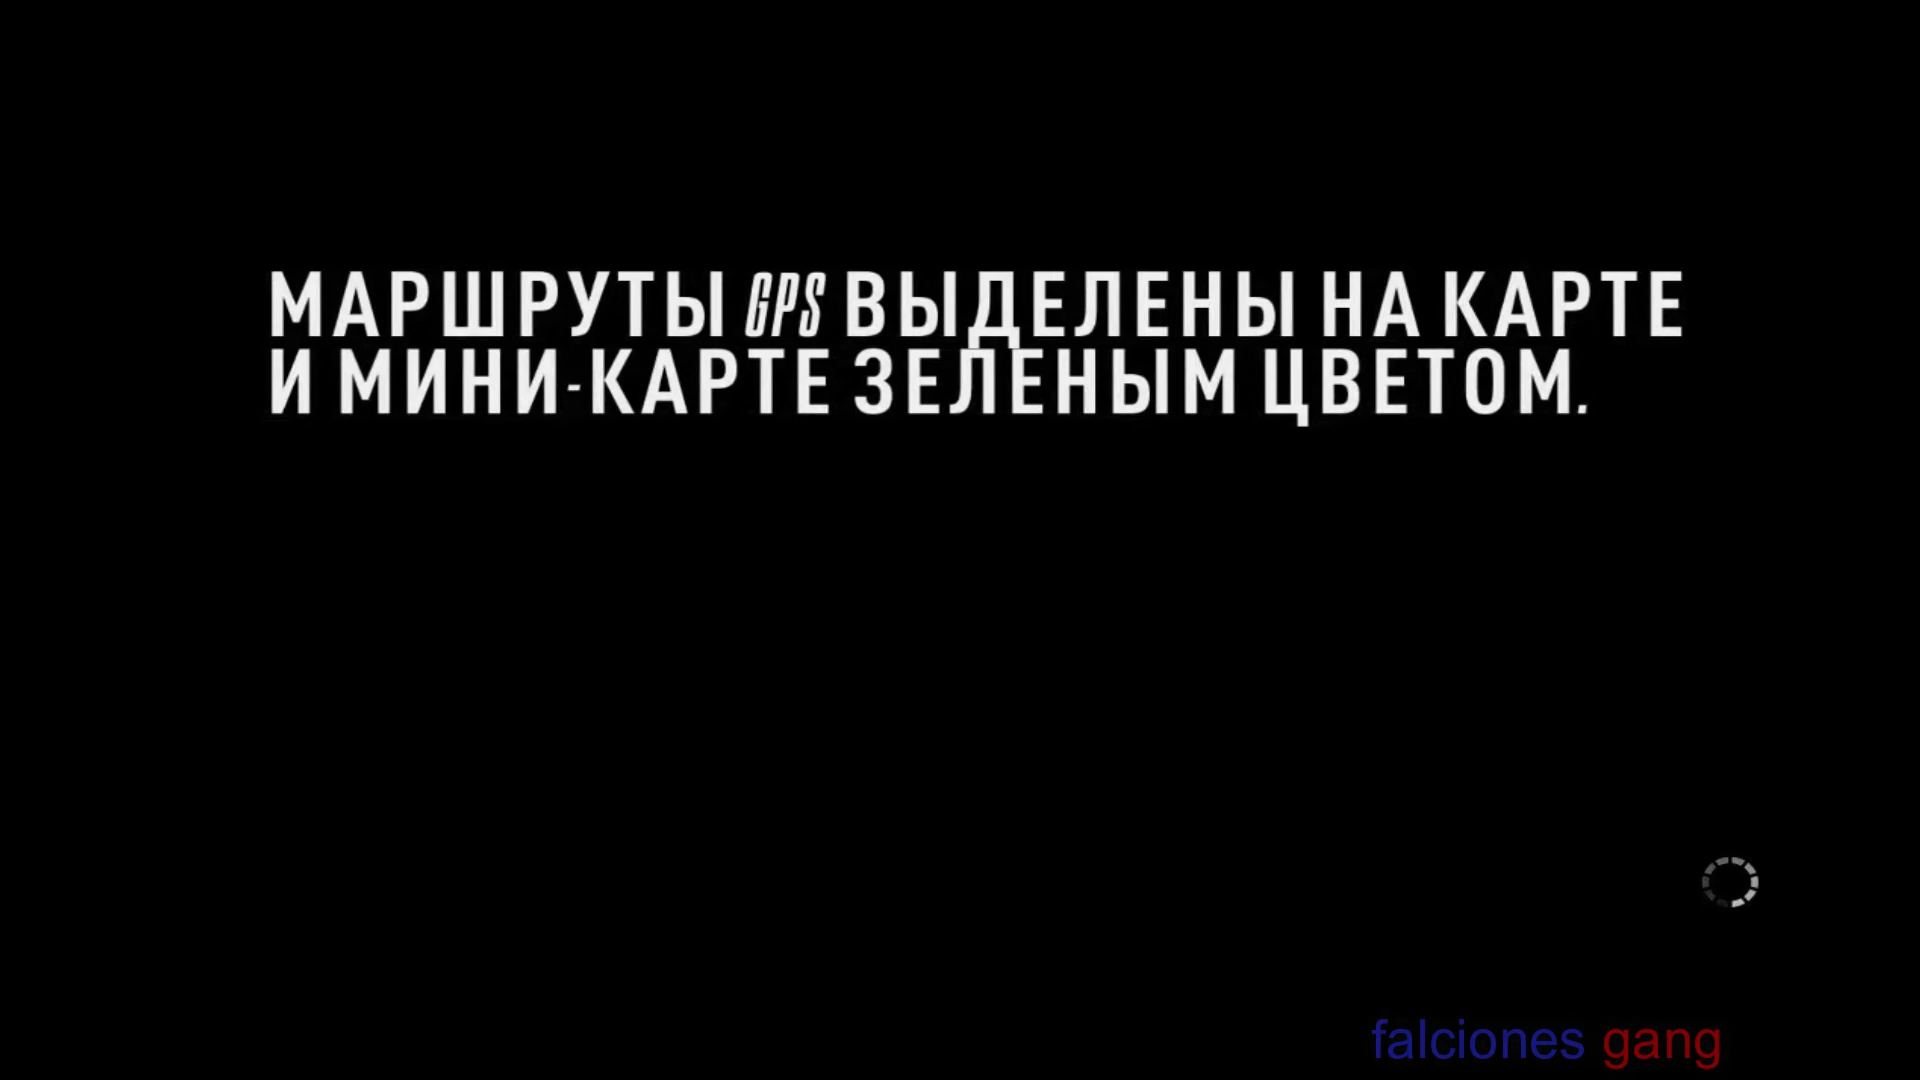 МАРШРУТЫ GPS ВЫДЕЛЕНЫ НА КАРТЕ
И МИНИ-КАРТЕ ЗЕЛЕНЫМ ЦВЕТОМ.
falciones gang